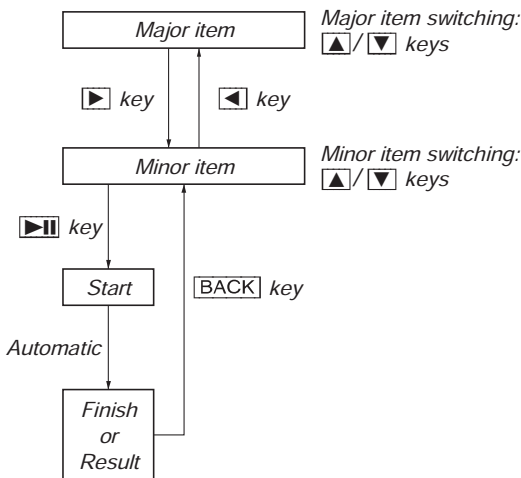 Major item
Major item switching:
▲/▼ keys
▶ key
◀ key
Minor item
Minor item switching:
▲/▼ keys
▶II key
Start
BACK key
Automatic
Finish
or
Result